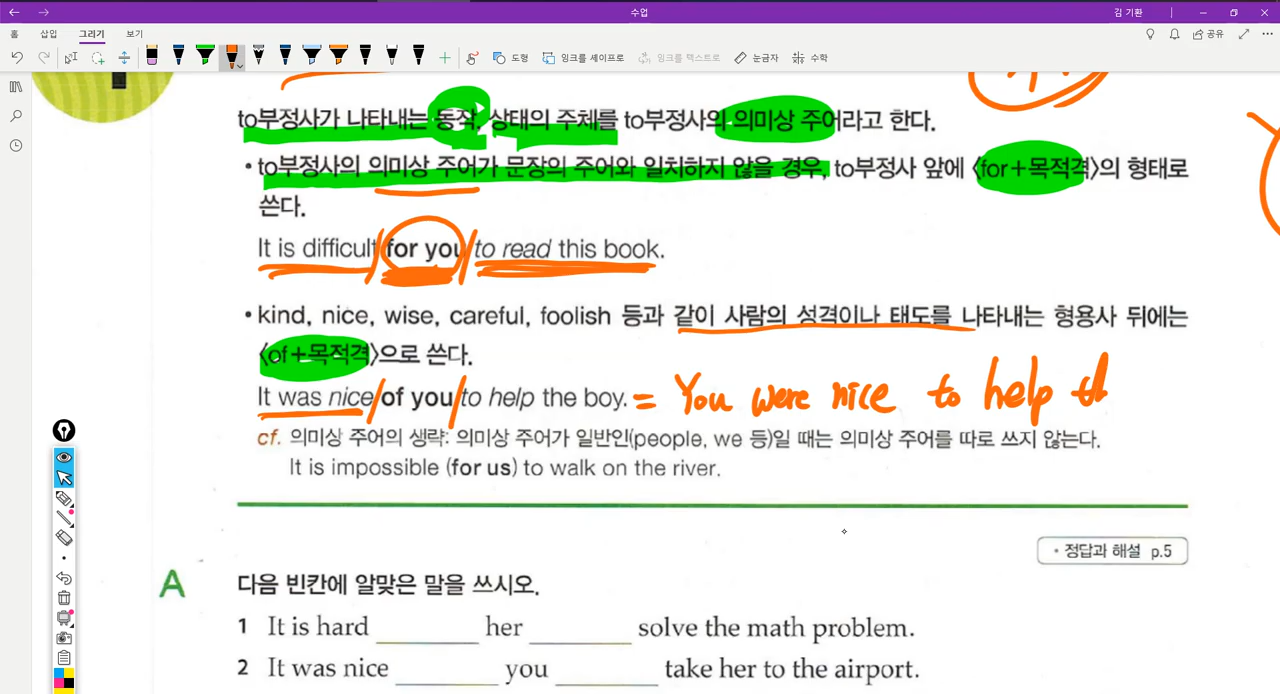 수업
김 기환
홈 삽입 그리기 보기
공유
도형 잉크를 셰이프로 잉크를 텍스트로 눈금자 수학
to부정사가 나타내는 동작, 상태의 주체를 to부정사의 의미상 주어라고 한다.
• to부정사의 의미상 주어가 문장의 주어와 일치하지 않을 경우, to부정사 앞에 〈for+목적격〉의 형태로
쓴다.
It is difficult for you to read this book.
• kind, nice, wise, careful, foolish 등과 같이 사람의 성격이나 태도를 나타내는 형용사 뒤에는
〈of+목적격〉으로 쓴다.
It was nice of you to help the boy. = You were nice to help th
cf. 의미상 주어의 생략: 의미상 주어가 일반인(people, we 등)일 때는 의미상 주어를 따로 쓰지 않는다.
It is impossible (for us) to walk on the river.
• 정답과 해설 p.5
A 다음 빈칸에 알맞은 말을 쓰시오.
1 It is hard ________ her ________ solve the math problem.
2 It was nice ________ you ________ take her to the airport.